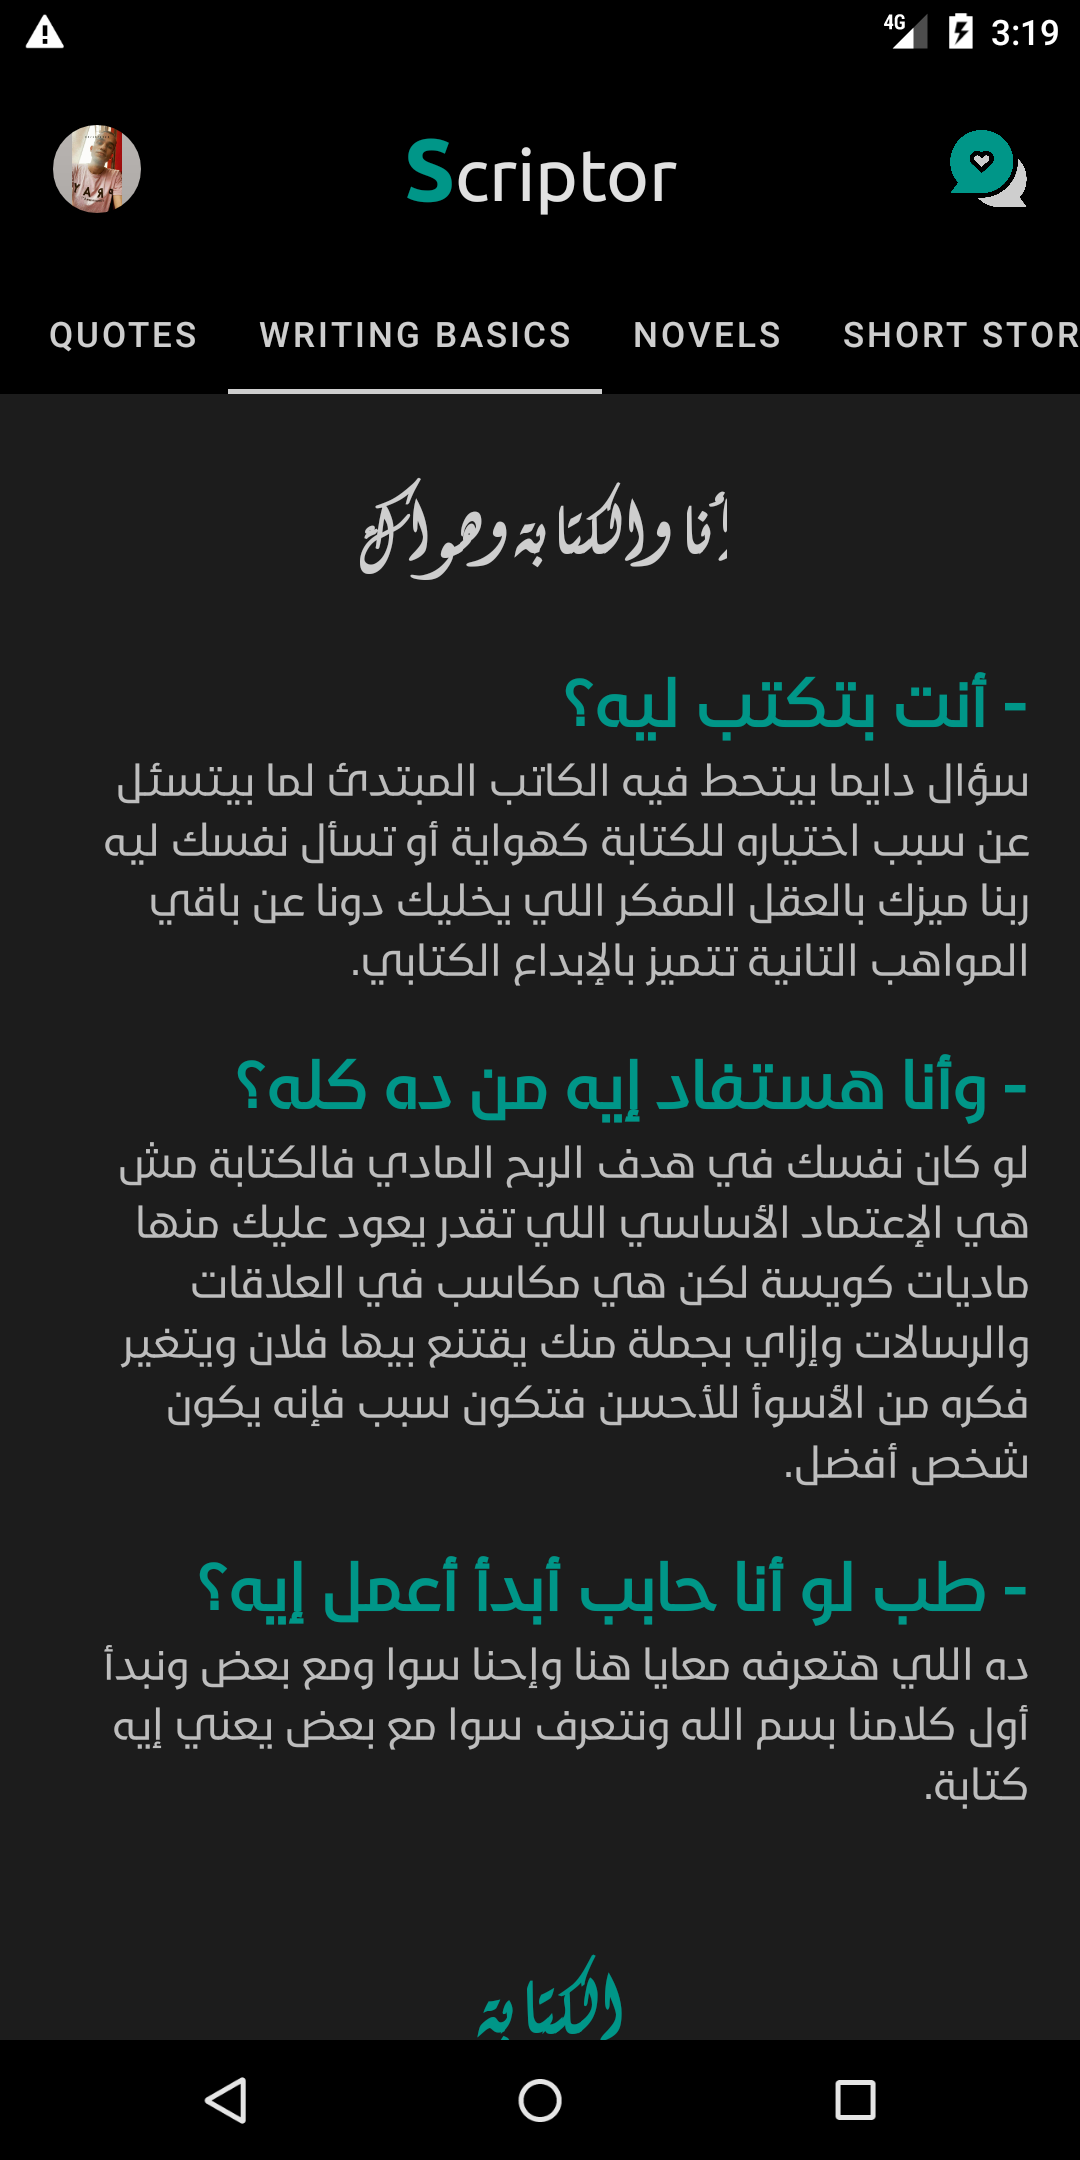 4G 3:19
Scriptor
QUOTES WRITING BASICS NOVELS SHORT STOR
أنا والكتابة وهواك
- أنت بتكتب ليه؟
سؤال دايما بيتحط فيه الكاتب المبتدئ لما بيتسئل
عن سبب اختياره للكتابة كهواية أو تسأل نفسك ليه
ربنا ميزك بالعقل المفكر اللي يخليك دونا عن باقي
المواهب التانية تتميز بالإبداع الكتابي.
- وأنا هستفاد إيه من ده كله؟
لو كان نفسك في هدف الربح المادي فالكتابة مش
هي الإعتماد الأساسي اللي تقدر يعود عليك منها
ماديات كويسة لكن هي مكاسب في العلاقات
والرسالات وإزاي بجملة منك يقتنع بيها فلان ويتغير
فكره من الأسوأ للأحسن فتكون سبب فإنه يكون
شخص أفضل.
- طب لو أنا حابب أبدأ أعمل إيه؟
ده اللي هتعرفه معايا هنا وإحنا سوا ومع بعض ونبدأ
أول كلامنا بسم الله ونتعرف سوا مع بعض يعني إيه
كتابة.
الكتابة